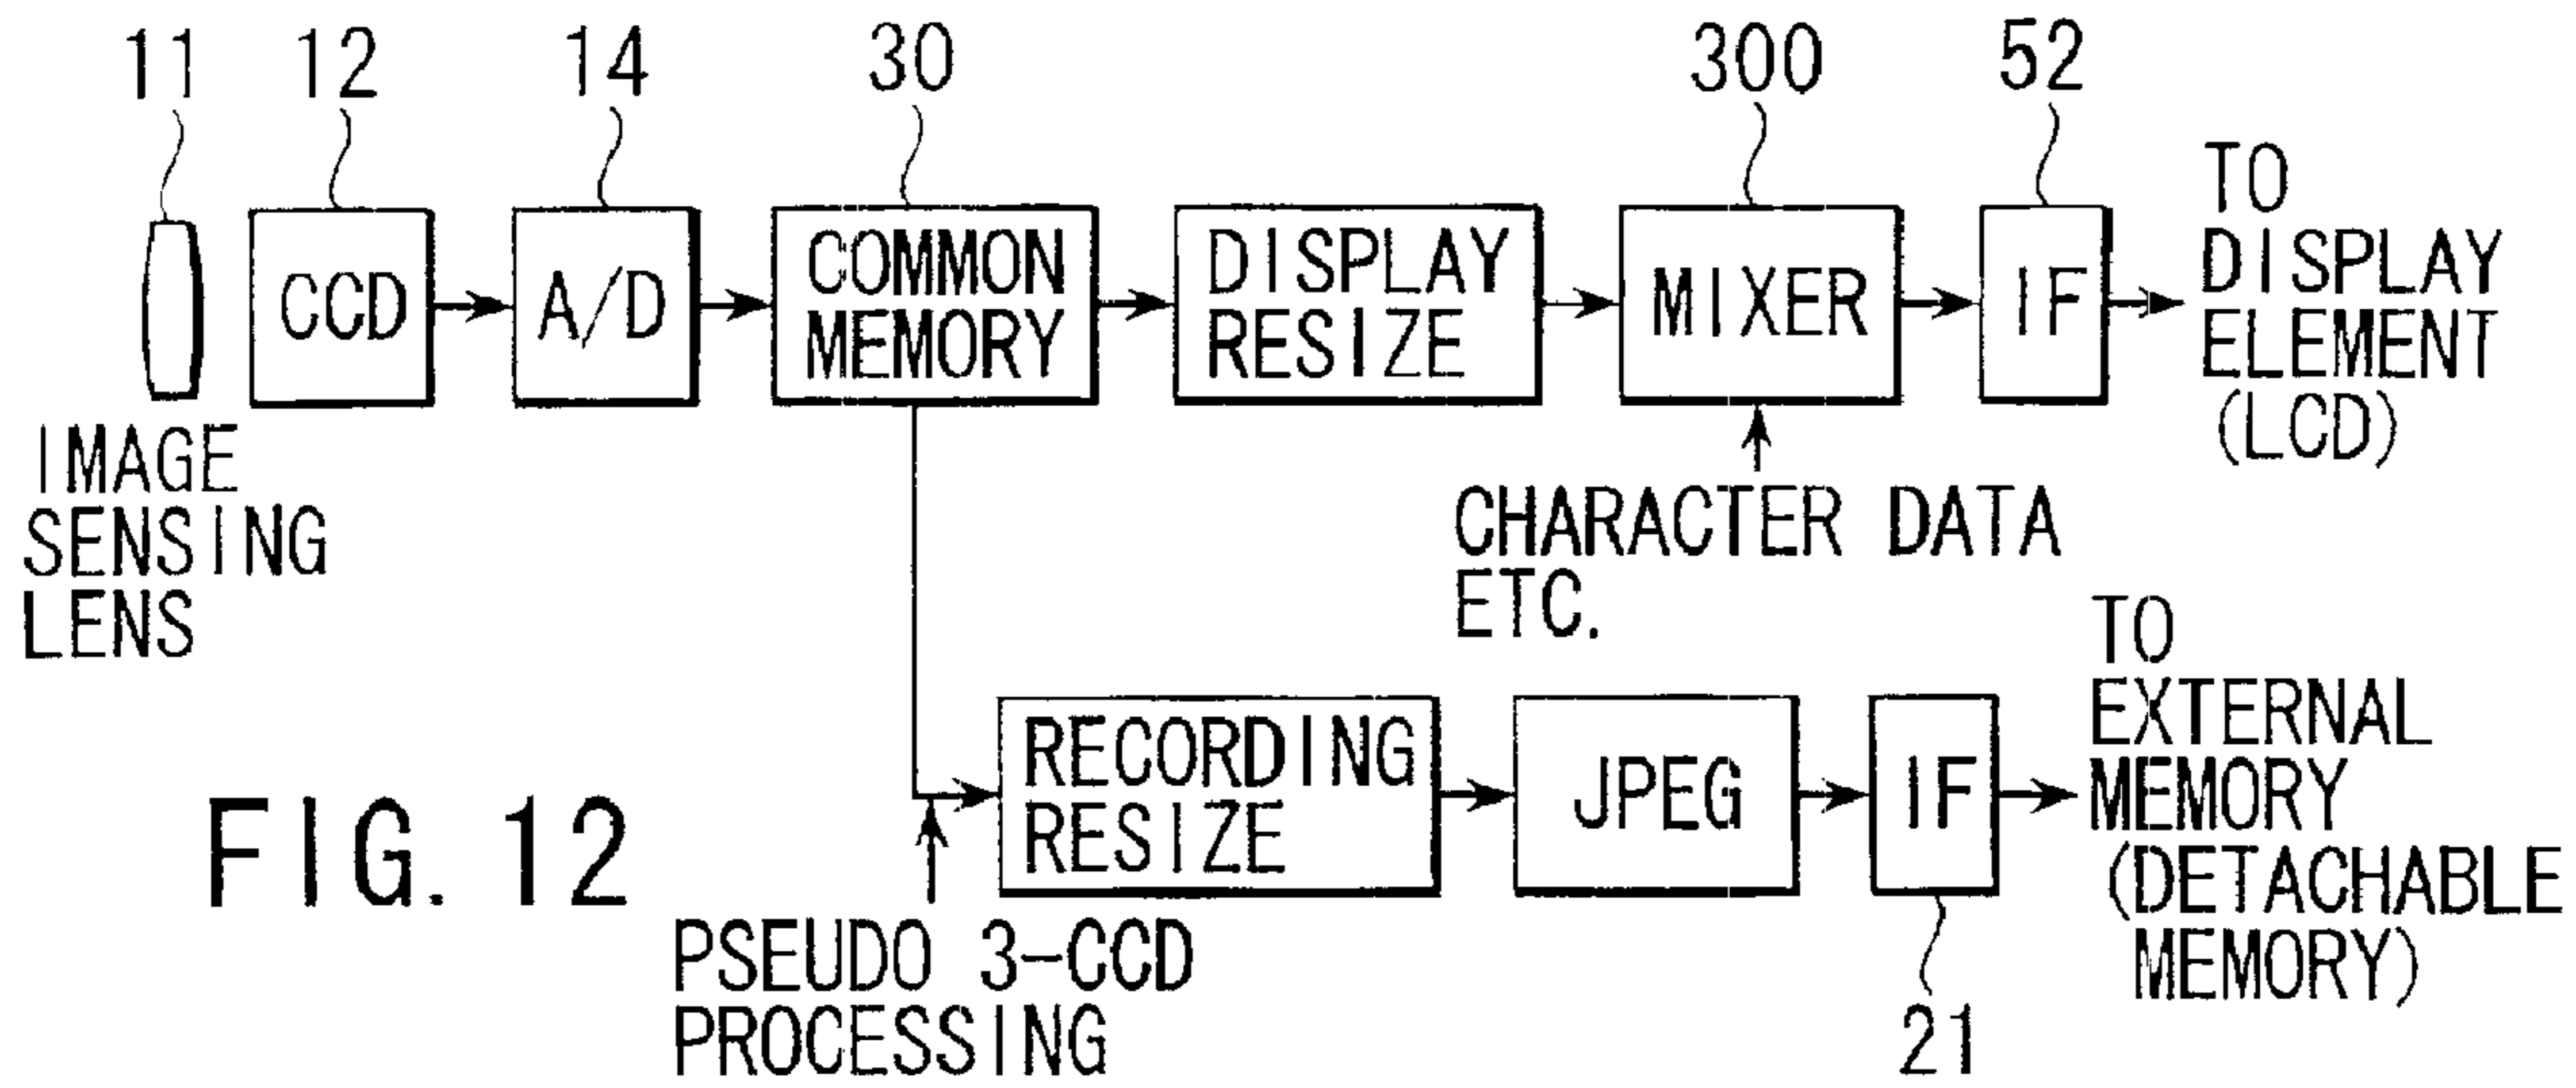 11
12
14
30
300
52
CCD
A/D
COMMON
MEMORY
DISPLAY
RESIZE
MIXER
IF
TO
DISPLAY
ELEMENT
(LCD)
IMAGE
SENSING
LENS
CHARACTER DATA
ETC.
RECORDING
RESIZE
JPEG
IF
TO
EXTERNAL
MEMORY
(DETACHABLE
MEMORY)
PSEUDO 3-CCD
PROCESSING
21
FIG. 12